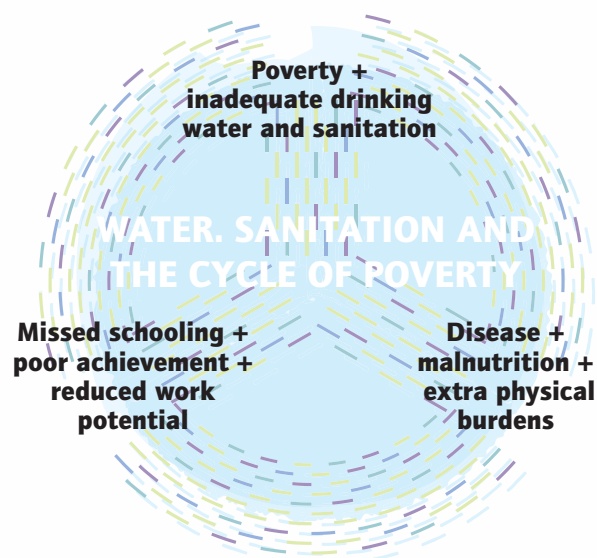 Poverty +
inadequate drinking
water and sanitation
WATER. SANITATION AND
THE CYCLE OF POVERTY
Missed schooling +
poor achievement +
reduced work
potential
Disease +
malnutrition +
extra physical
burdens